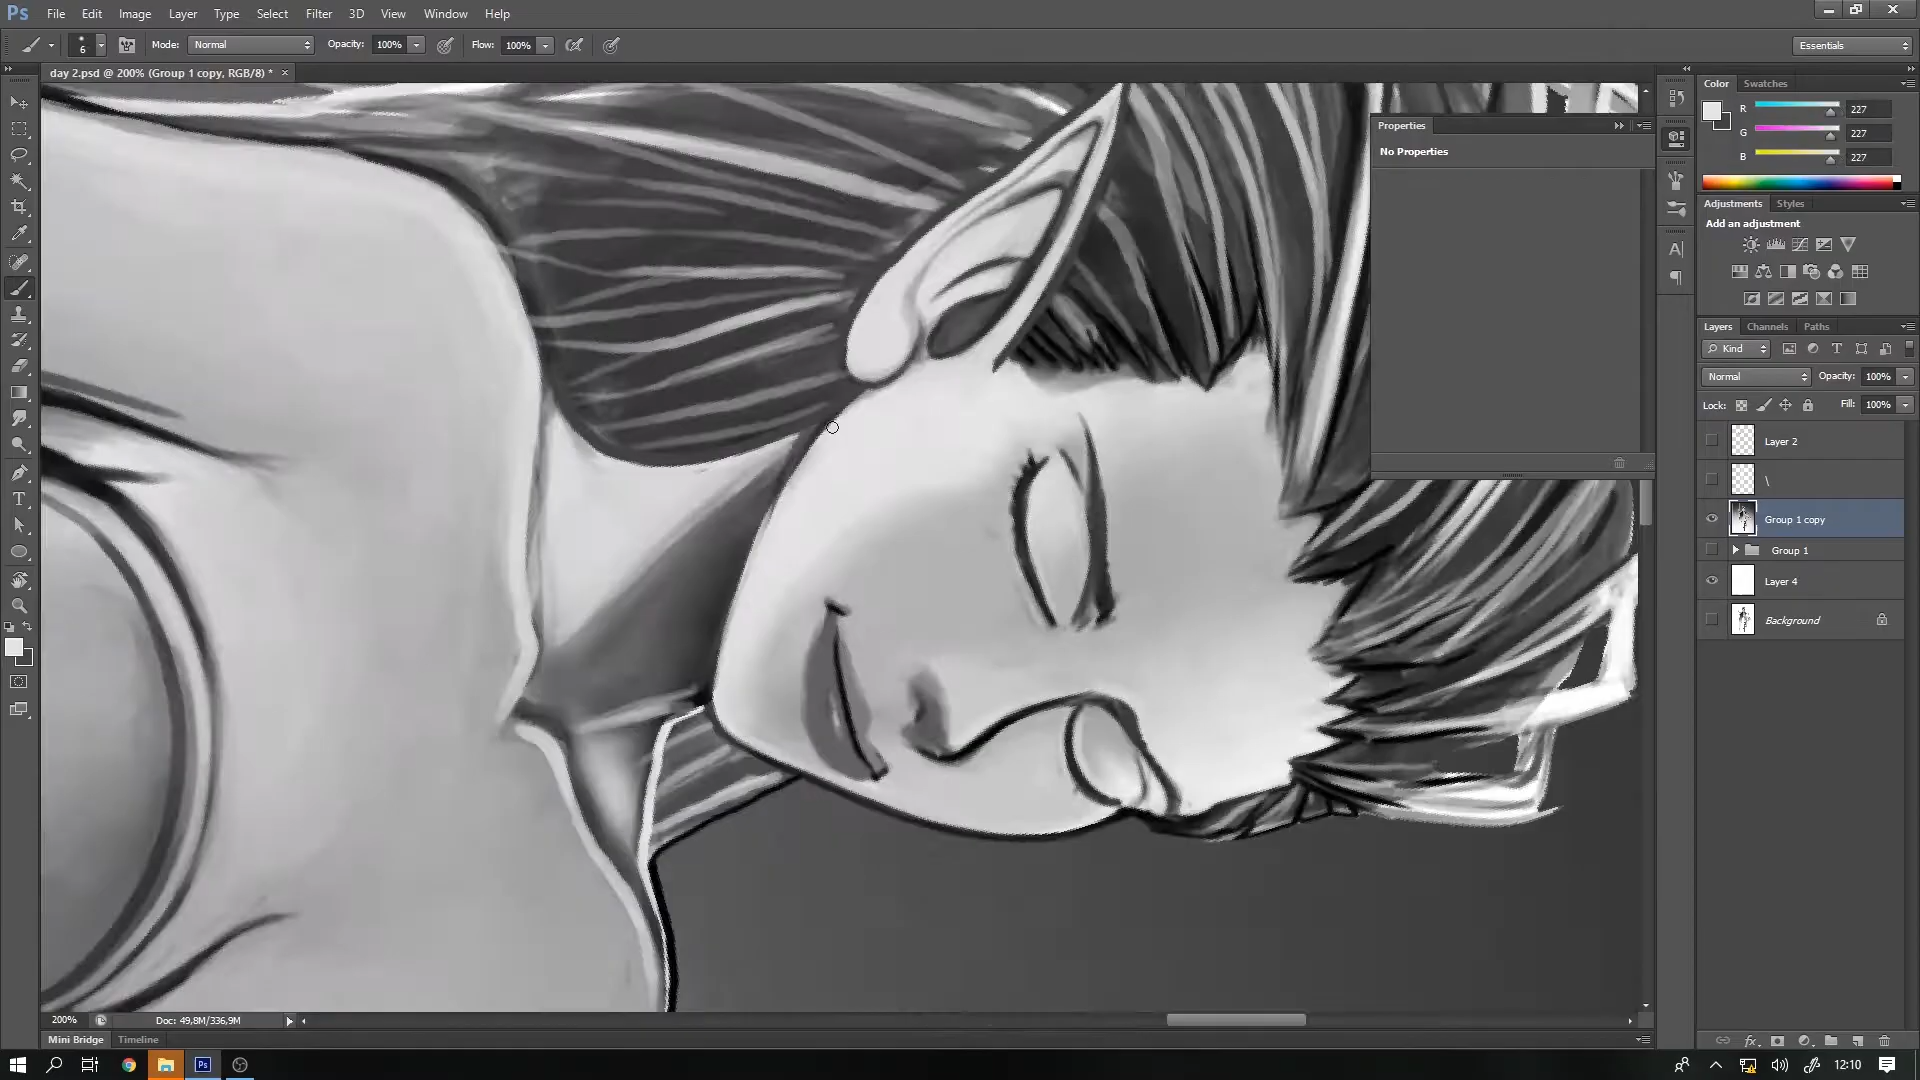 Ps File Edit Image Layer Type Select Filter 3D View Window Help
6 Mode: Normal Opacity: 100% Flow: 100% Essentials
day 2.psd @ 200% (Group 1 copy, RGB/8) * ×
Color Swatches
R 227
G 227
B 227
Properties
No Properties
Adjustments Styles
Add an adjustment
Layers Channels Paths
Kind
Normal Opacity: 100%
Lock: Fill: 100%
Layer 2
\
Group 1 copy
Group 1
Layer 4
Background
200% Doc: 49,8M/336,9M
Mini Bridge Timeline
Ps 12:10